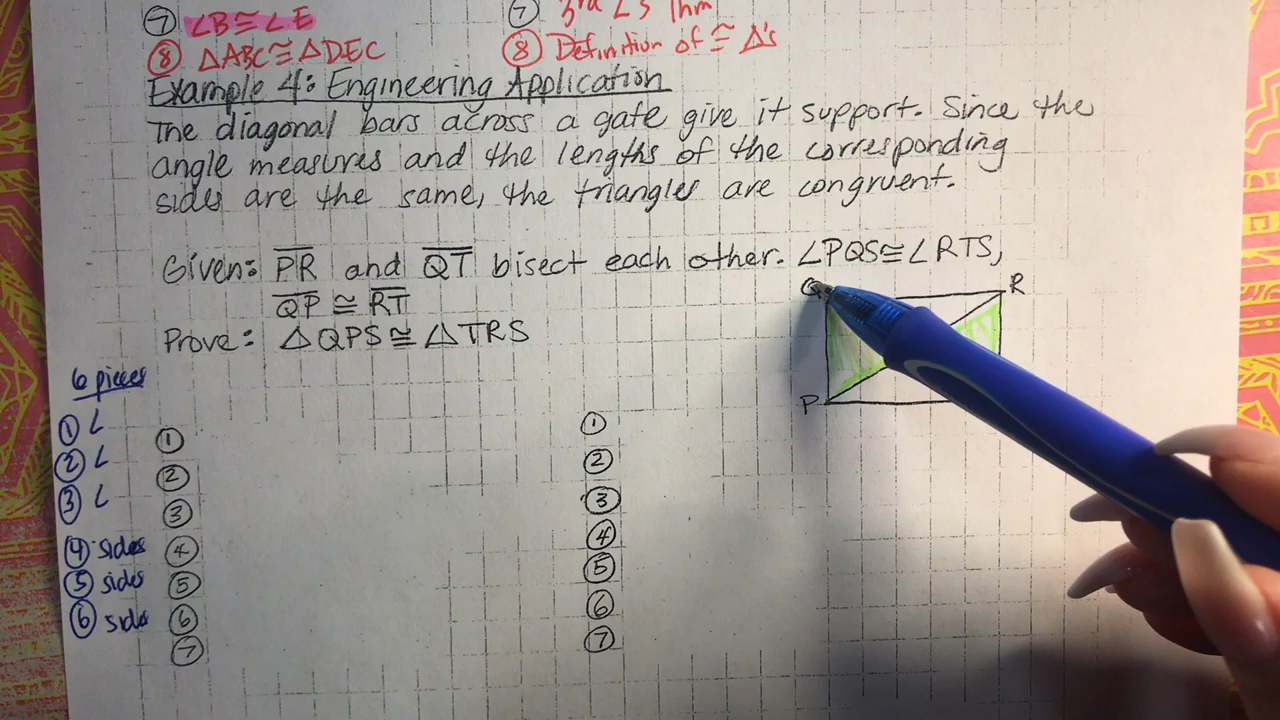 ⑦ ∠B ≅ ∠E ⑦ 3rd ∠s Thm
⑧ △ABC ≅ △DEC ⑧ Definition of ≅ △'s
Example 4: Engineering Application
The diagonal bars across a gate give it support. Since the
angle measures and the lengths of the corresponding
sides are the same, the triangles are congruent.
Given: PR and QT bisect each other. ∠PQS ≅ ∠RTS,
QP ≅ RT
Prove: △QPS ≅ △TRS
Q R
P
6 pieces
① ∠
② ∠
③ ∠
④ sides
⑤ sides
⑥ side
①
②
③
④
⑤
⑥
⑦
①
②
③
④
⑤
⑥
⑦